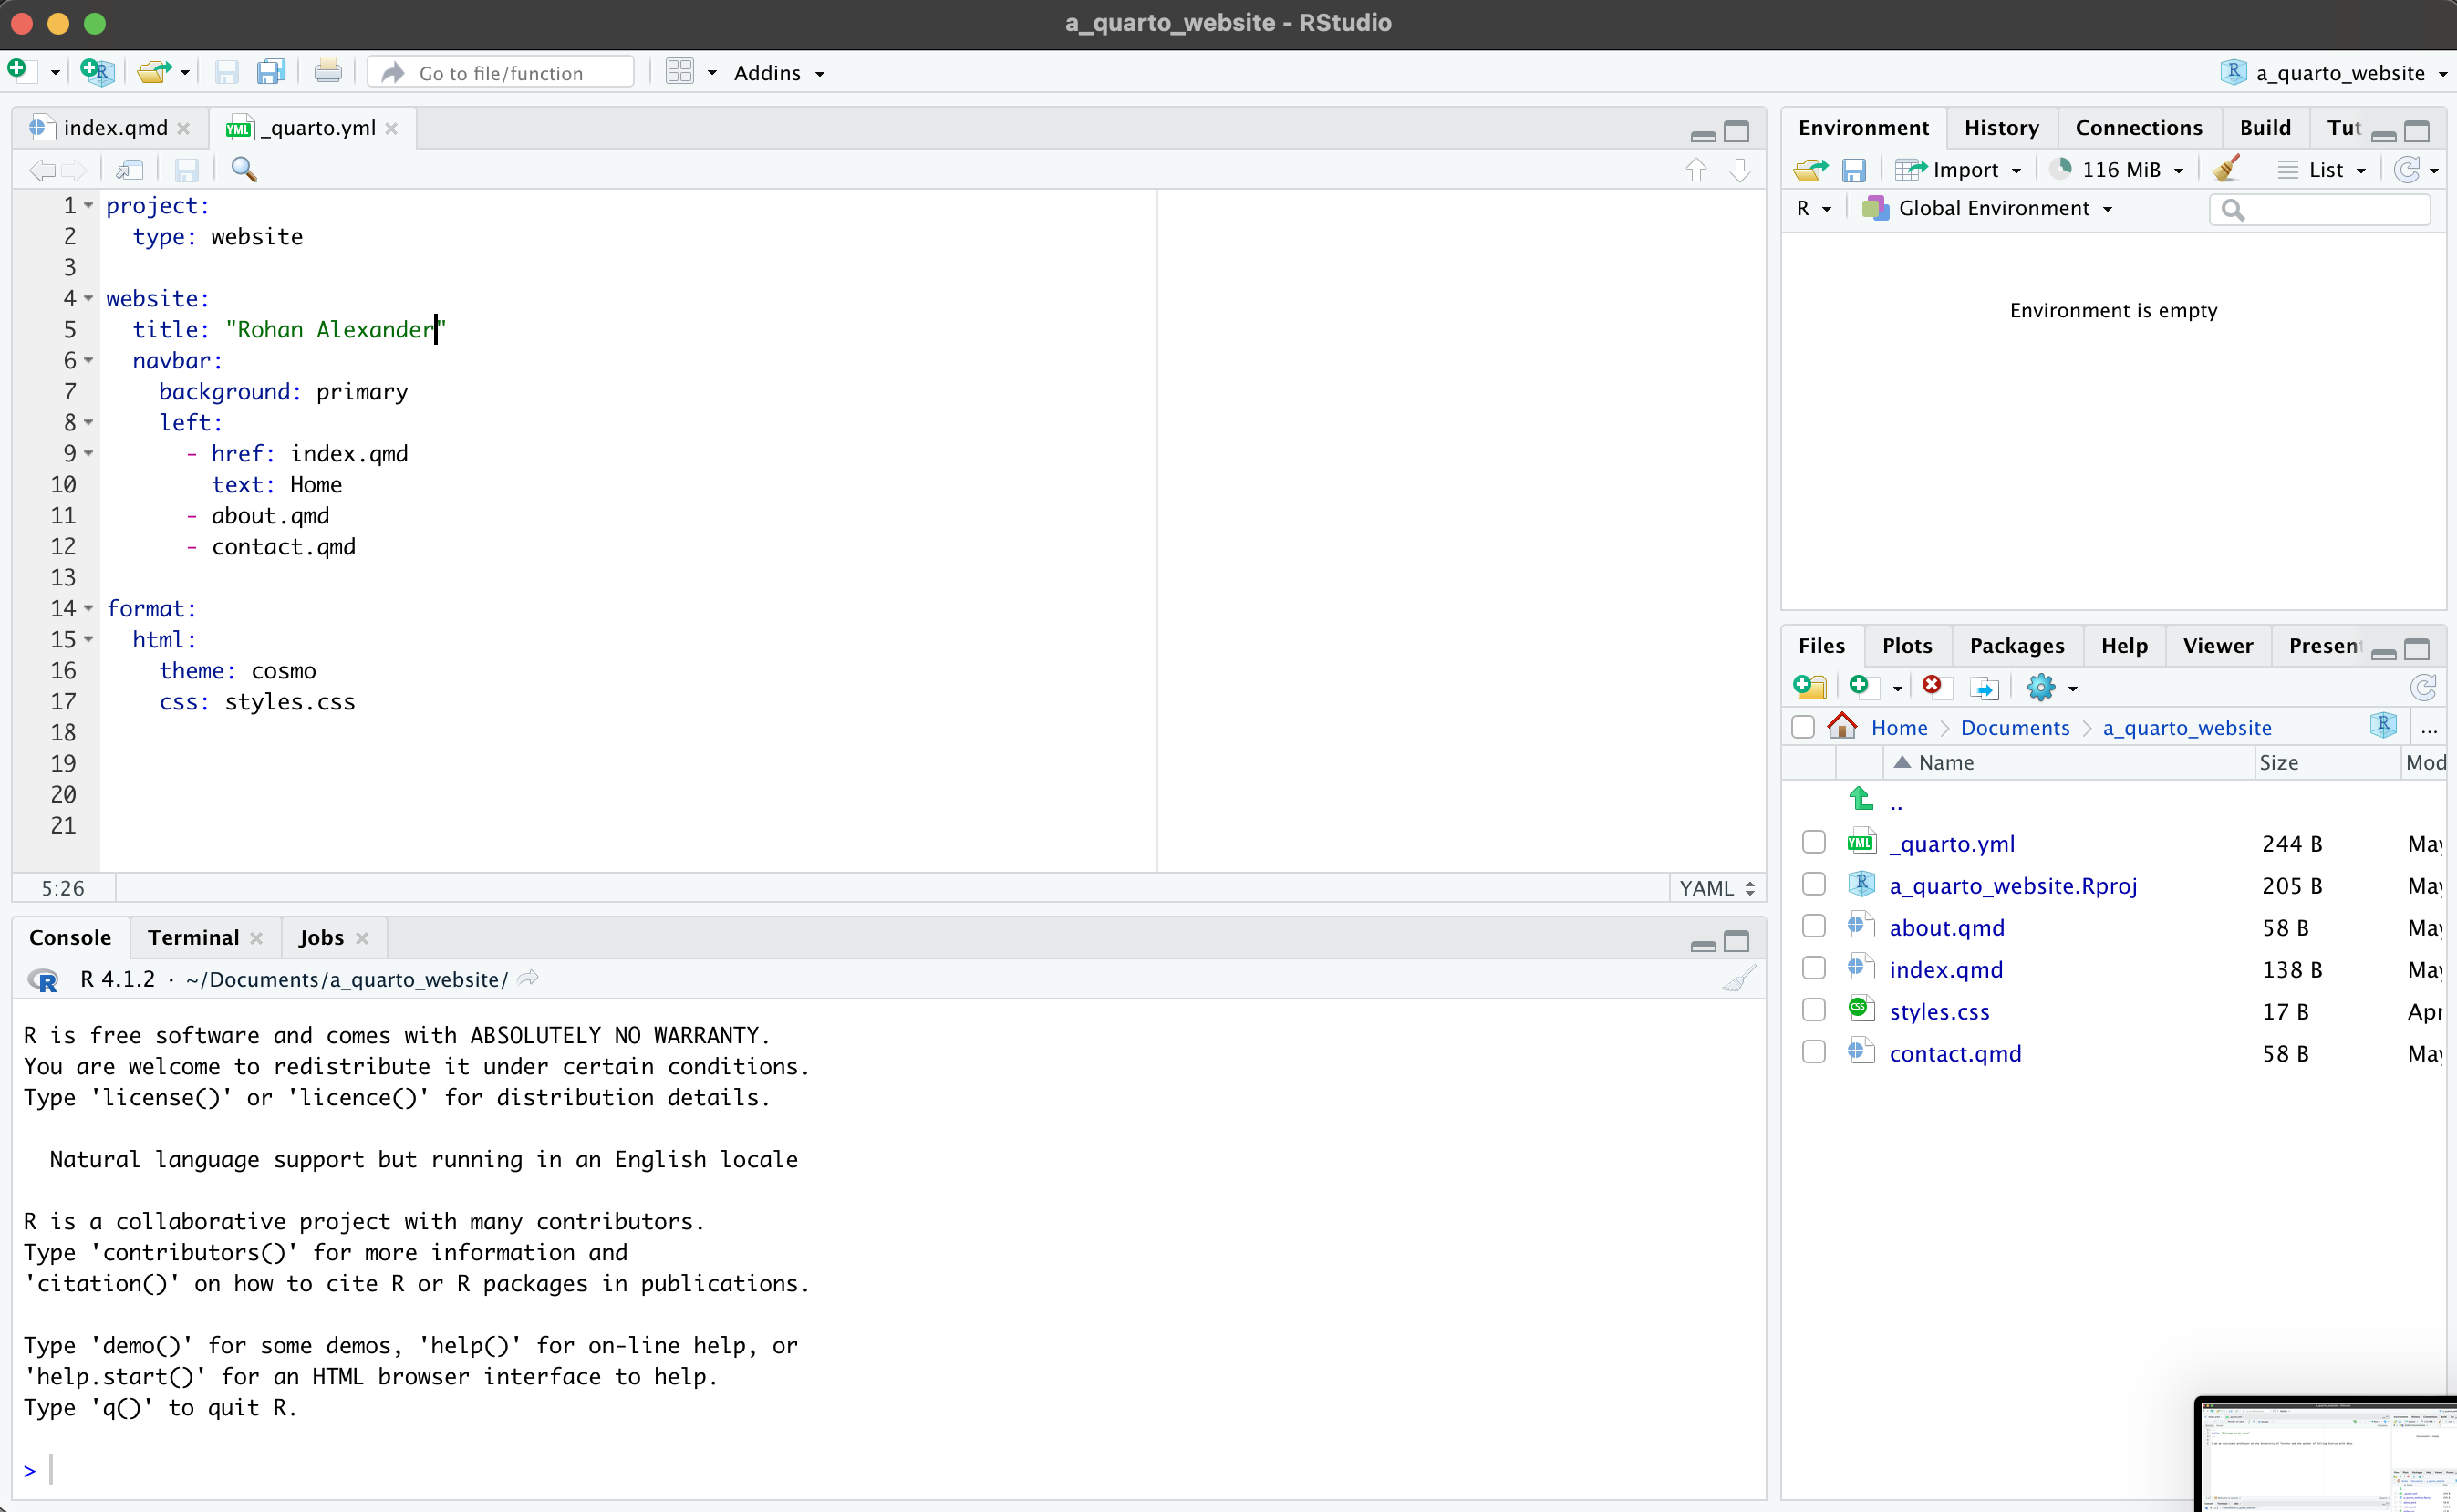 a_quarto_website - RStudio
Go to file/function
Addins
a_quarto_website
index.qmd
_quarto.yml
1 project:
2 type: website
3
4 website:
5 title: "Rohan Alexander"
6 navbar:
7 background: primary
8 left:
9 - href: index.qmd
10 text: Home
11 - about.qmd
12 - contact.qmd
13
14 format:
15 html:
16 theme: cosmo
17 css: styles.css
18
19
20
21
5:26
YAML
Console Terminal Jobs
R 4.1.2 · ~/Documents/a_quarto_website/
R is free software and comes with ABSOLUTELY NO WARRANTY.
You are welcome to redistribute it under certain conditions.
Type 'license()' or 'licence()' for distribution details.
Natural language support but running in an English locale
R is a collaborative project with many contributors.
Type 'contributors()' for more information and
'citation()' on how to cite R or R packages in publications.
Type 'demo()' for some demos, 'help()' for on-line help, or
'help.start()' for an HTML browser interface to help.
Type 'q()' to quit R.
>
Environment History Connections Build Tut
Import 116 MiB List
R Global Environment
Environment is empty
Files Plots Packages Help Viewer Presen
Home Documents a_quarto_website ...
Name Size Mod
..
YML _quarto.yml 244 B May
a_quarto_website.Rproj 205 B May
about.qmd 58 B May
index.qmd 138 B May
CSS styles.css 17 B Apr
contact.qmd 58 B May